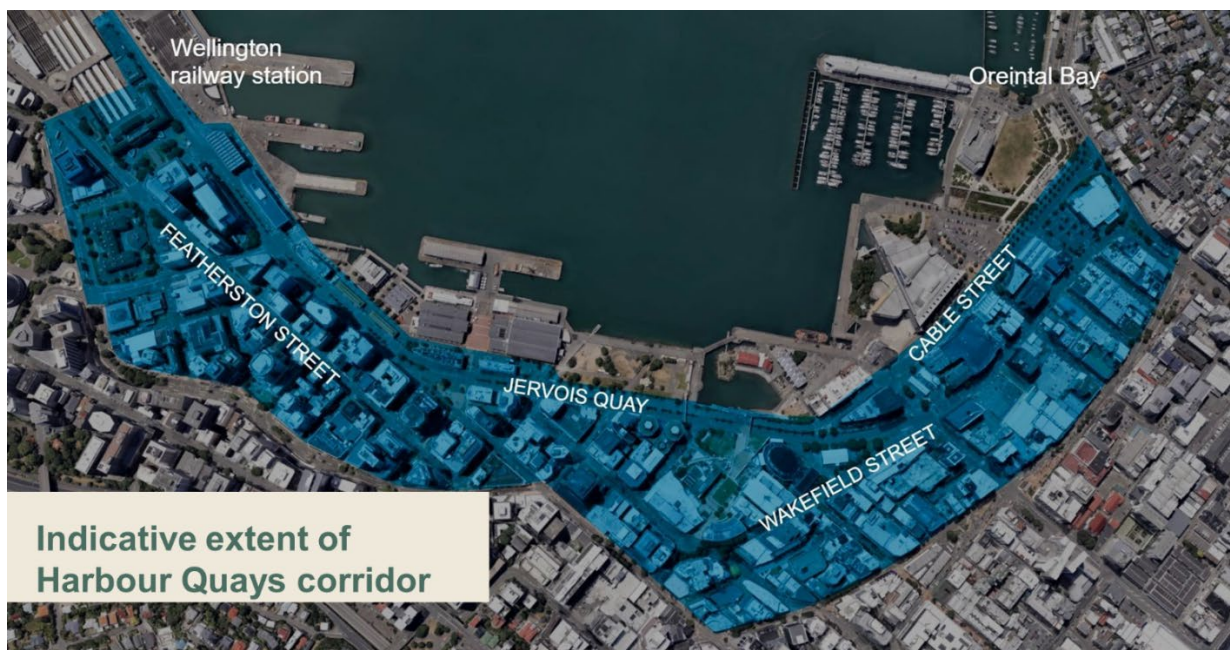 Wellington
railway station
Oreintal Bay
FEATHERSTON STREET
JERVOIS QUAY
CABLE STREET
WAKEFIELD STREET
Indicative extent of
Harbour Quays corridor